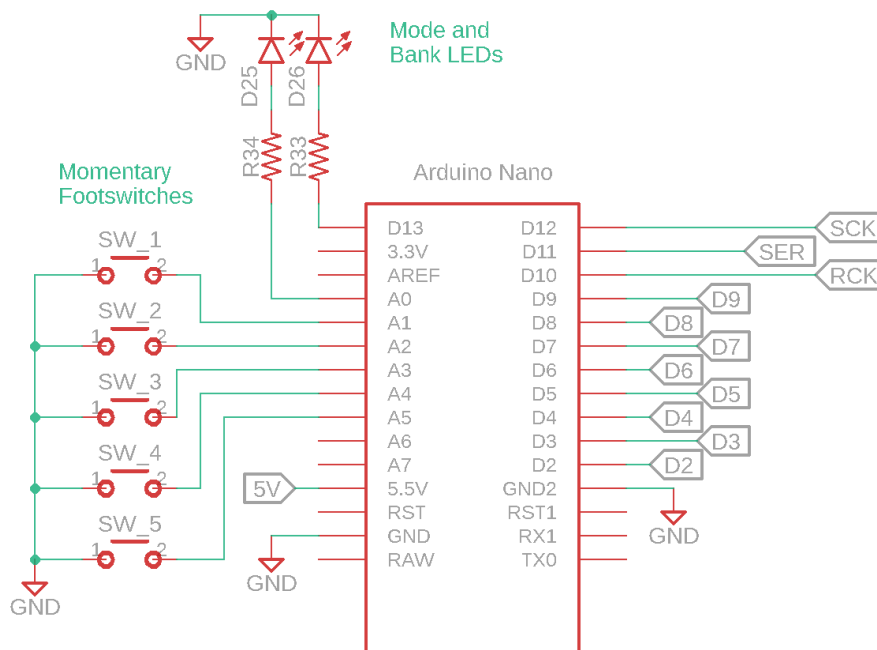 Mode and
Bank LEDs
GND
D25
D26
R34
R33
Momentary
Footswitches
Arduino Nano
SW_1
1
2
SW_2
1
2
SW_3
1
2
SW_4
1
2
SW_5
1
2
GND
D13
3.3V
AREF
A0
A1
A2
A3
A4
A5
A6
A7
5.5V
RST
GND
RAW
5V
GND
D12
D11
D10
D9
D8
D7
D6
D5
D4
D3
D2
GND2
RST1
RX1
TX0
SCK
SER
RCK
D9
D8
D7
D6
D5
D4
D3
D2
GND